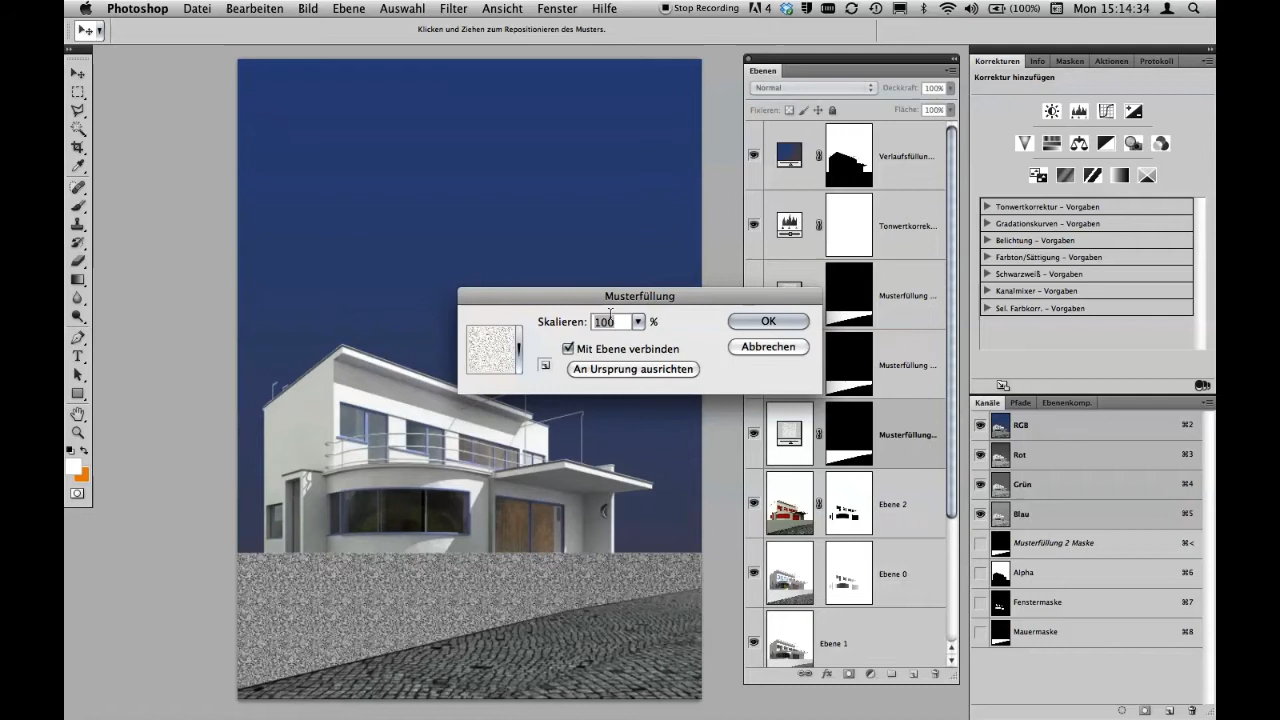 Photoshop Datei Bearbeiten Bild Ebene Auswahl Filter Ansicht Fenster Hilfe Stop Recording 4 (100%) Mon 15:14:34
Klicken und Ziehen zum Repositionieren des Musters.
Ebenen
Normal Deckkraft: 100%
Fixieren: Fläche: 100%
Verlaufsfüllun...
Tonwertkorrek...
Musterfüllung ...
Musterfüllung ...
Musterfüllung...
Ebene 2
Ebene 0
Ebene 1
Musterfüllung
Skalieren: 100 %
OK
Mit Ebene verbinden
Abbrechen
An Ursprung ausrichten
Korrekturen Info Masken Aktionen Protokoll
Korrektur hinzufügen
Tonwertkorrektur - Vorgaben
Gradationskurven - Vorgaben
Belichtung - Vorgaben
Farbton/Sättigung - Vorgaben
Schwarzweiß - Vorgaben
Kanalmixer - Vorgaben
Sel. Farbkorr. - Vorgaben
Kanäle Pfade Ebenenkomp.
RGB ⌘2
Rot ⌘3
Grün ⌘4
Blau ⌘5
Musterfüllung 2 Maske ⌘<
Alpha ⌘6
Fenstermaske ⌘7
Mauermaske ⌘8